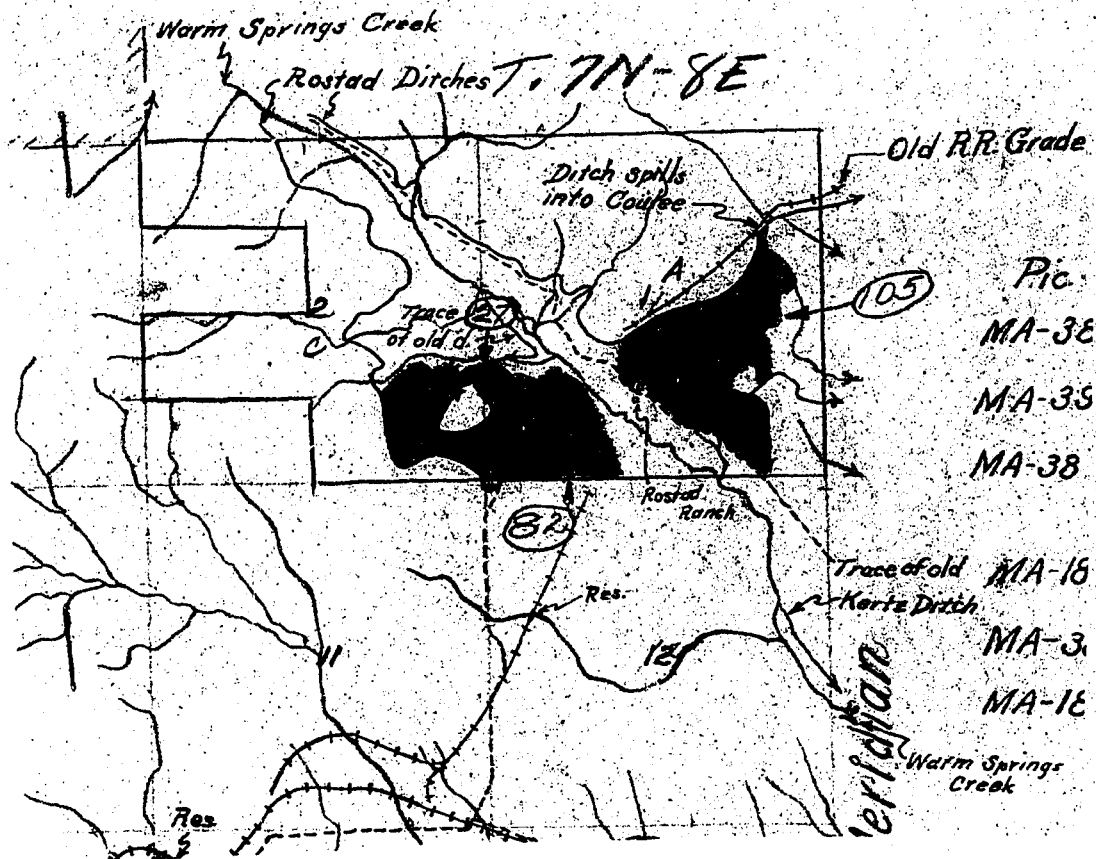 Warm Springs Creek
Rostad Ditches
T. 7N-8E
Old RR. Grade
Ditch spills
into Coulee
A
1
105
Pic.
2
C
Trace
of old d.
27
MA-38
MA-39
MA-38
82
Rostad
Ranch
Trace of old
Kertz Ditch
MA-18
MA-3
MA-18
Res.
11
12
Meridian
Warm Springs
Creek
Res